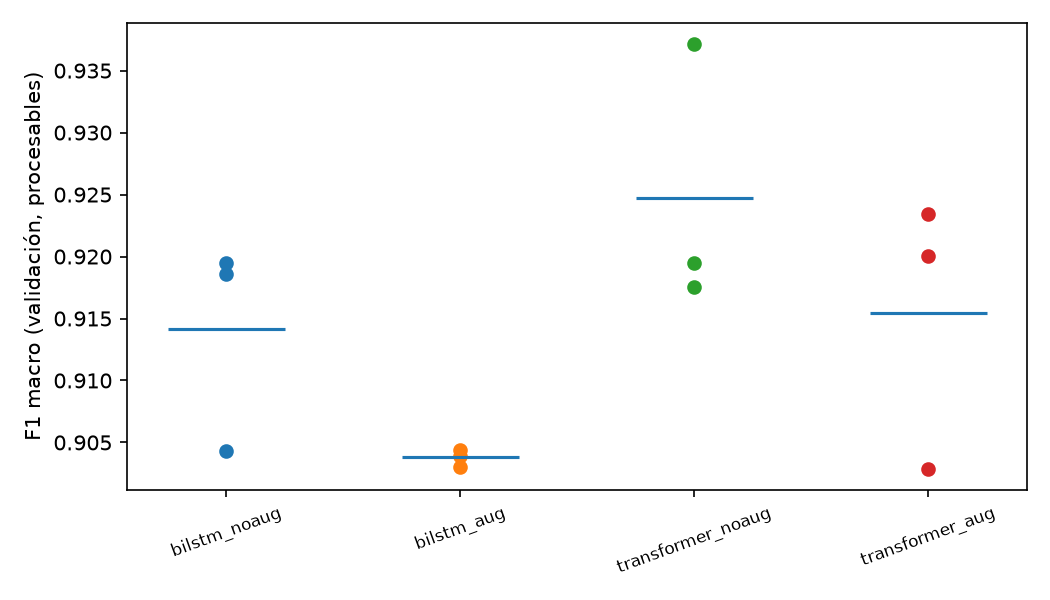 F1 macro (validación, procesables)
0.935
0.930
0.925
0.920
0.915
0.910
0.905
bilstm_noaug
bilstm_aug
transformer_noaug
transformer_aug